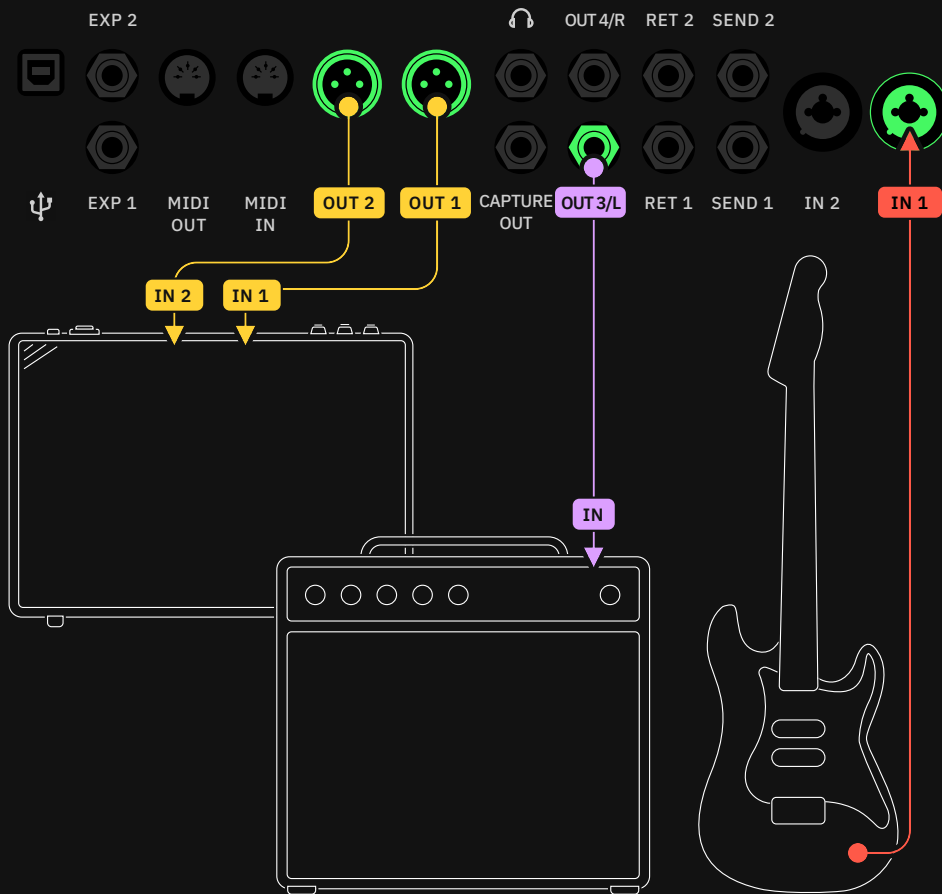 EXP 2
OUT 4/R
RET 2
SEND 2
EXP 1
MIDI
OUT
MIDI
IN
OUT 2
OUT 1
CAPTURE
OUT
OUT 3/L
RET 1
SEND 1
IN 2
IN 1
IN 2
IN 1
IN